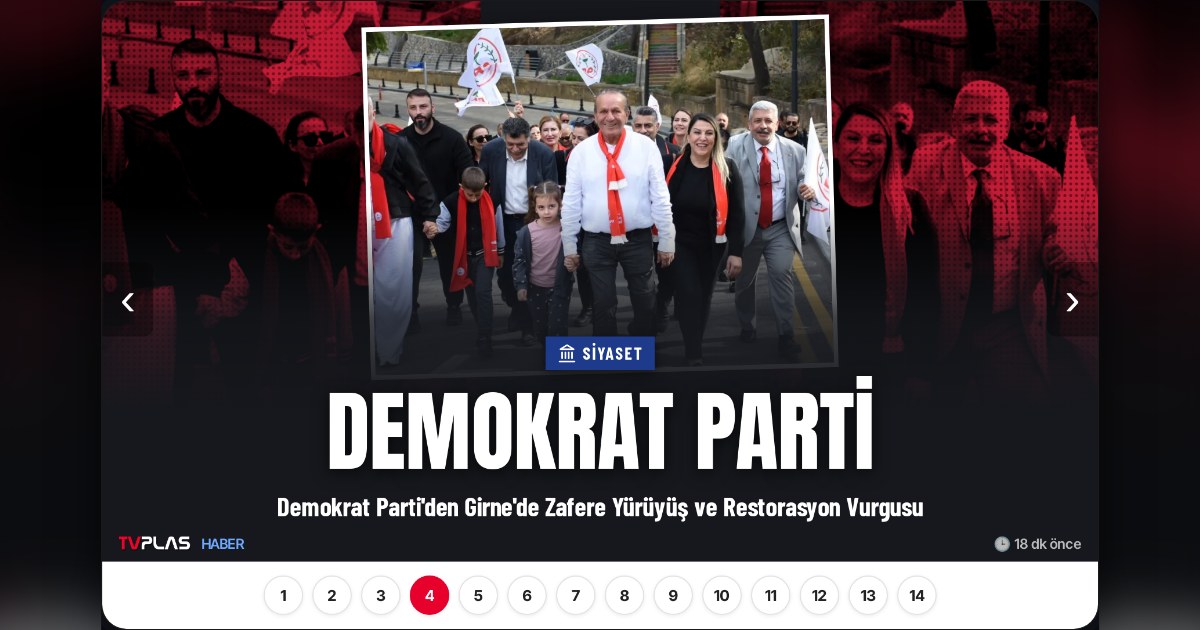 SİYASET
DEMOKRAT PARTİ
Demokrat Parti'den Girne'de Zafere Yürüyüş ve Restorasyon Vurgusu
TVPLAS HABER
18 dk önce
1 2 3 4 5 6 7 8 9 10 11 12 13 14